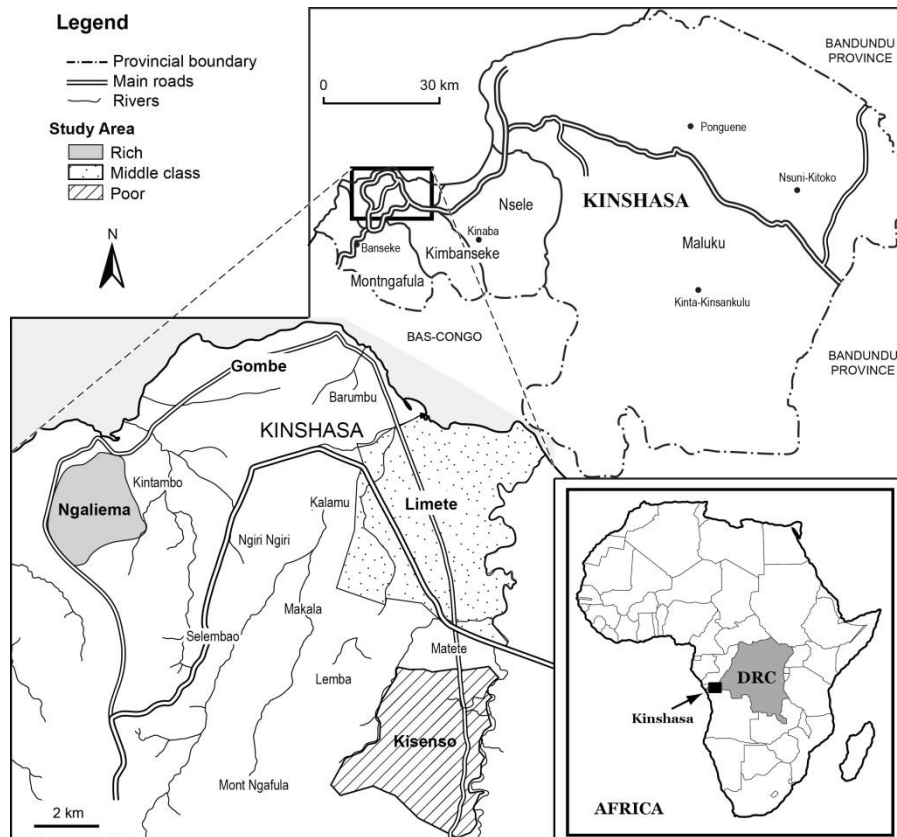 Legend
Provincial boundary
Main roads
Rivers
Study Area
Rich
Middle class
Poor
N
0
30 km
BANDUNDU
PROVINCE
Ponguene
Nsuni-Kitoko
KINSHASA
Nsele
Kinaba
Maluku
Banseke
Kimbanseke
Montngafula
Kinta-Kinsankulu
BAS-CONGO
BANDUNDU
PROVINCE
Gombe
Barumbu
KINSHASA
Kintambo
Kalamu
Limete
Ngaliema
Ngiri Ngiri
Makala
Selembao
Matete
Lemba
Kisenso
Mont Ngafula
2 km
DRC
Kinshasa
AFRICA